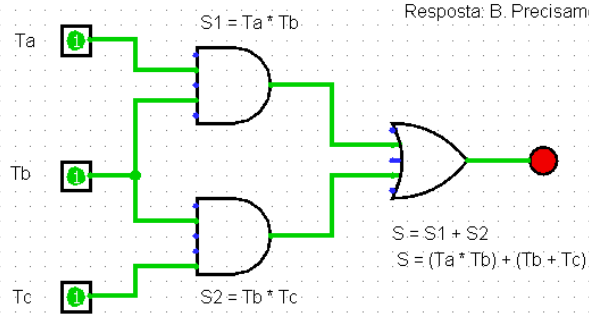 Resposta: B. Precisam
S1 = Ta * Tb
Ta
1
Tb
1
S = S1 + S2
S = (Ta * Tb) + (Tb + Tc)
Tc
1
S2 = Tb * Tc